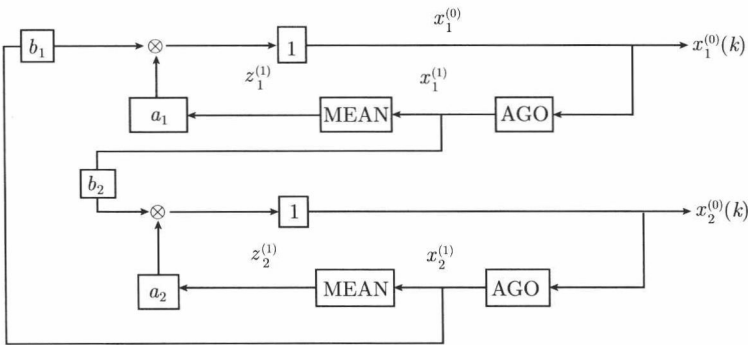 x_1^{(0)}
b_1 ⊗ 1 x_1^{(0)}(k)
z_1^{(1)} x_1^{(1)}
a_1 MEAN AGO
b_2
⊗ 1 x_2^{(0)}(k)
z_2^{(1)} x_2^{(1)}
a_2 MEAN AGO